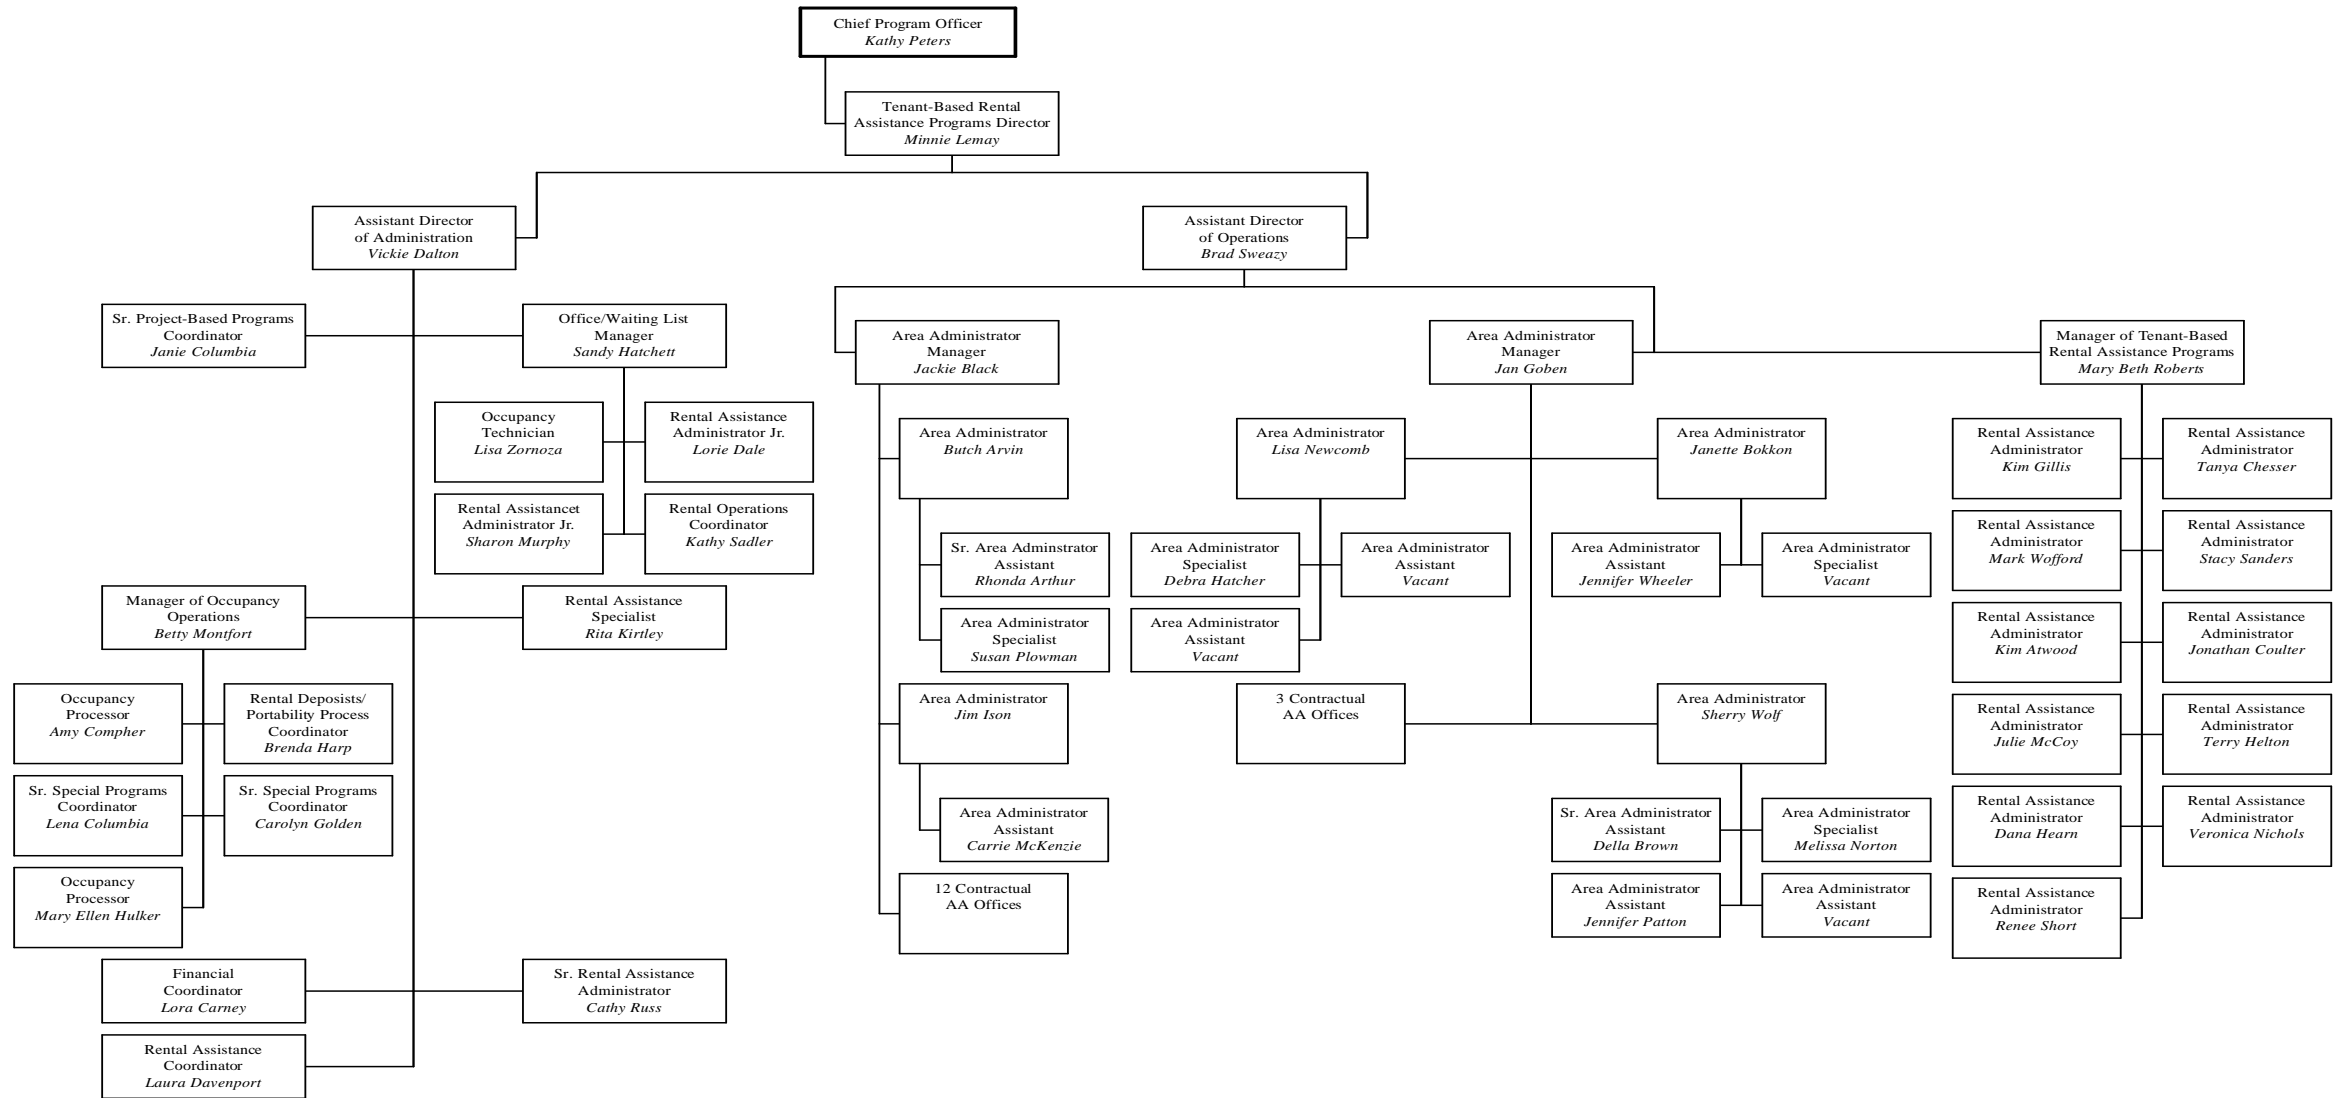 Chief Program Officer
Kathy Peters
Tenant-Based Rental
Assistance Programs Director
Minnie Lemay
Assistant Director
of Administration
Vickie Dalton
Assistant Director
of Operations
Brad Sweazy
Sr. Project-Based Programs
Coordinator
Janie Columbia
Office/Waiting List
Manager
Sandy Hatchett
Occupancy
Technician
Lisa Zornoza
Rental Assistance
Administrator Jr.
Lorie Dale
Rental Assistancet
Administrator Jr.
Sharon Murphy
Rental Operations
Coordinator
Kathy Sadler
Manager of Occupancy
Operations
Betty Montfort
Rental Assistance
Specialist
Rita Kirtley
Occupancy
Processor
Amy Compher
Rental Deposists/
Portability Process
Coordinator
Brenda Harp
Sr. Special Programs
Coordinator
Lena Columbia
Sr. Special Programs
Coordinator
Carolyn Golden
Occupancy
Processor
Mary Ellen Hulker
Financial
Coordinator
Lora Carney
Sr. Rental Assistance
Administrator
Cathy Russ
Rental Assistance
Coordinator
Laura Davenport
Area Administrator
Manager
Jackie Black
Area Administrator
Butch Arvin
Sr. Area Adminstrator
Assistant
Rhonda Arthur
Area Administrator
Specialist
Susan Plowman
Area Administrator
Jim Ison
Area Administrator
Assistant
Carrie McKenzie
12 Contractual
AA Offices
Area Administrator
Manager
Jan Goben
Area Administrator
Lisa Newcomb
Area Administrator
Janette Bokkon
Area Administrator
Specialist
Debra Hatcher
Area Administrator
Assistant
Vacant
Area Administrator
Assistant
Vacant
Area Administrator
Assistant
Jennifer Wheeler
Area Administrator
Specialist
Vacant
3 Contractual
AA Offices
Area Administrator
Sherry Wolf
Sr. Area Administrator
Assistant
Della Brown
Area Administrator
Specialist
Melissa Norton
Area Administrator
Assistant
Jennifer Patton
Area Administrator
Assistant
Vacant
Manager of Tenant-Based
Rental Assistance Programs
Mary Beth Roberts
Rental Assistance
Administrator
Kim Gillis
Rental Assistance
Administrator
Tanya Chesser
Rental Assistance
Administrator
Mark Wofford
Rental Assistance
Administrator
Stacy Sanders
Rental Assistance
Administrator
Kim Atwood
Rental Assistance
Administrator
Jonathan Coulter
Rental Assistance
Administrator
Julie McCoy
Rental Assistance
Administrator
Terry Helton
Rental Assistance
Administrator
Dana Hearn
Rental Assistance
Administrator
Veronica Nichols
Rental Assistance
Administrator
Renee Short